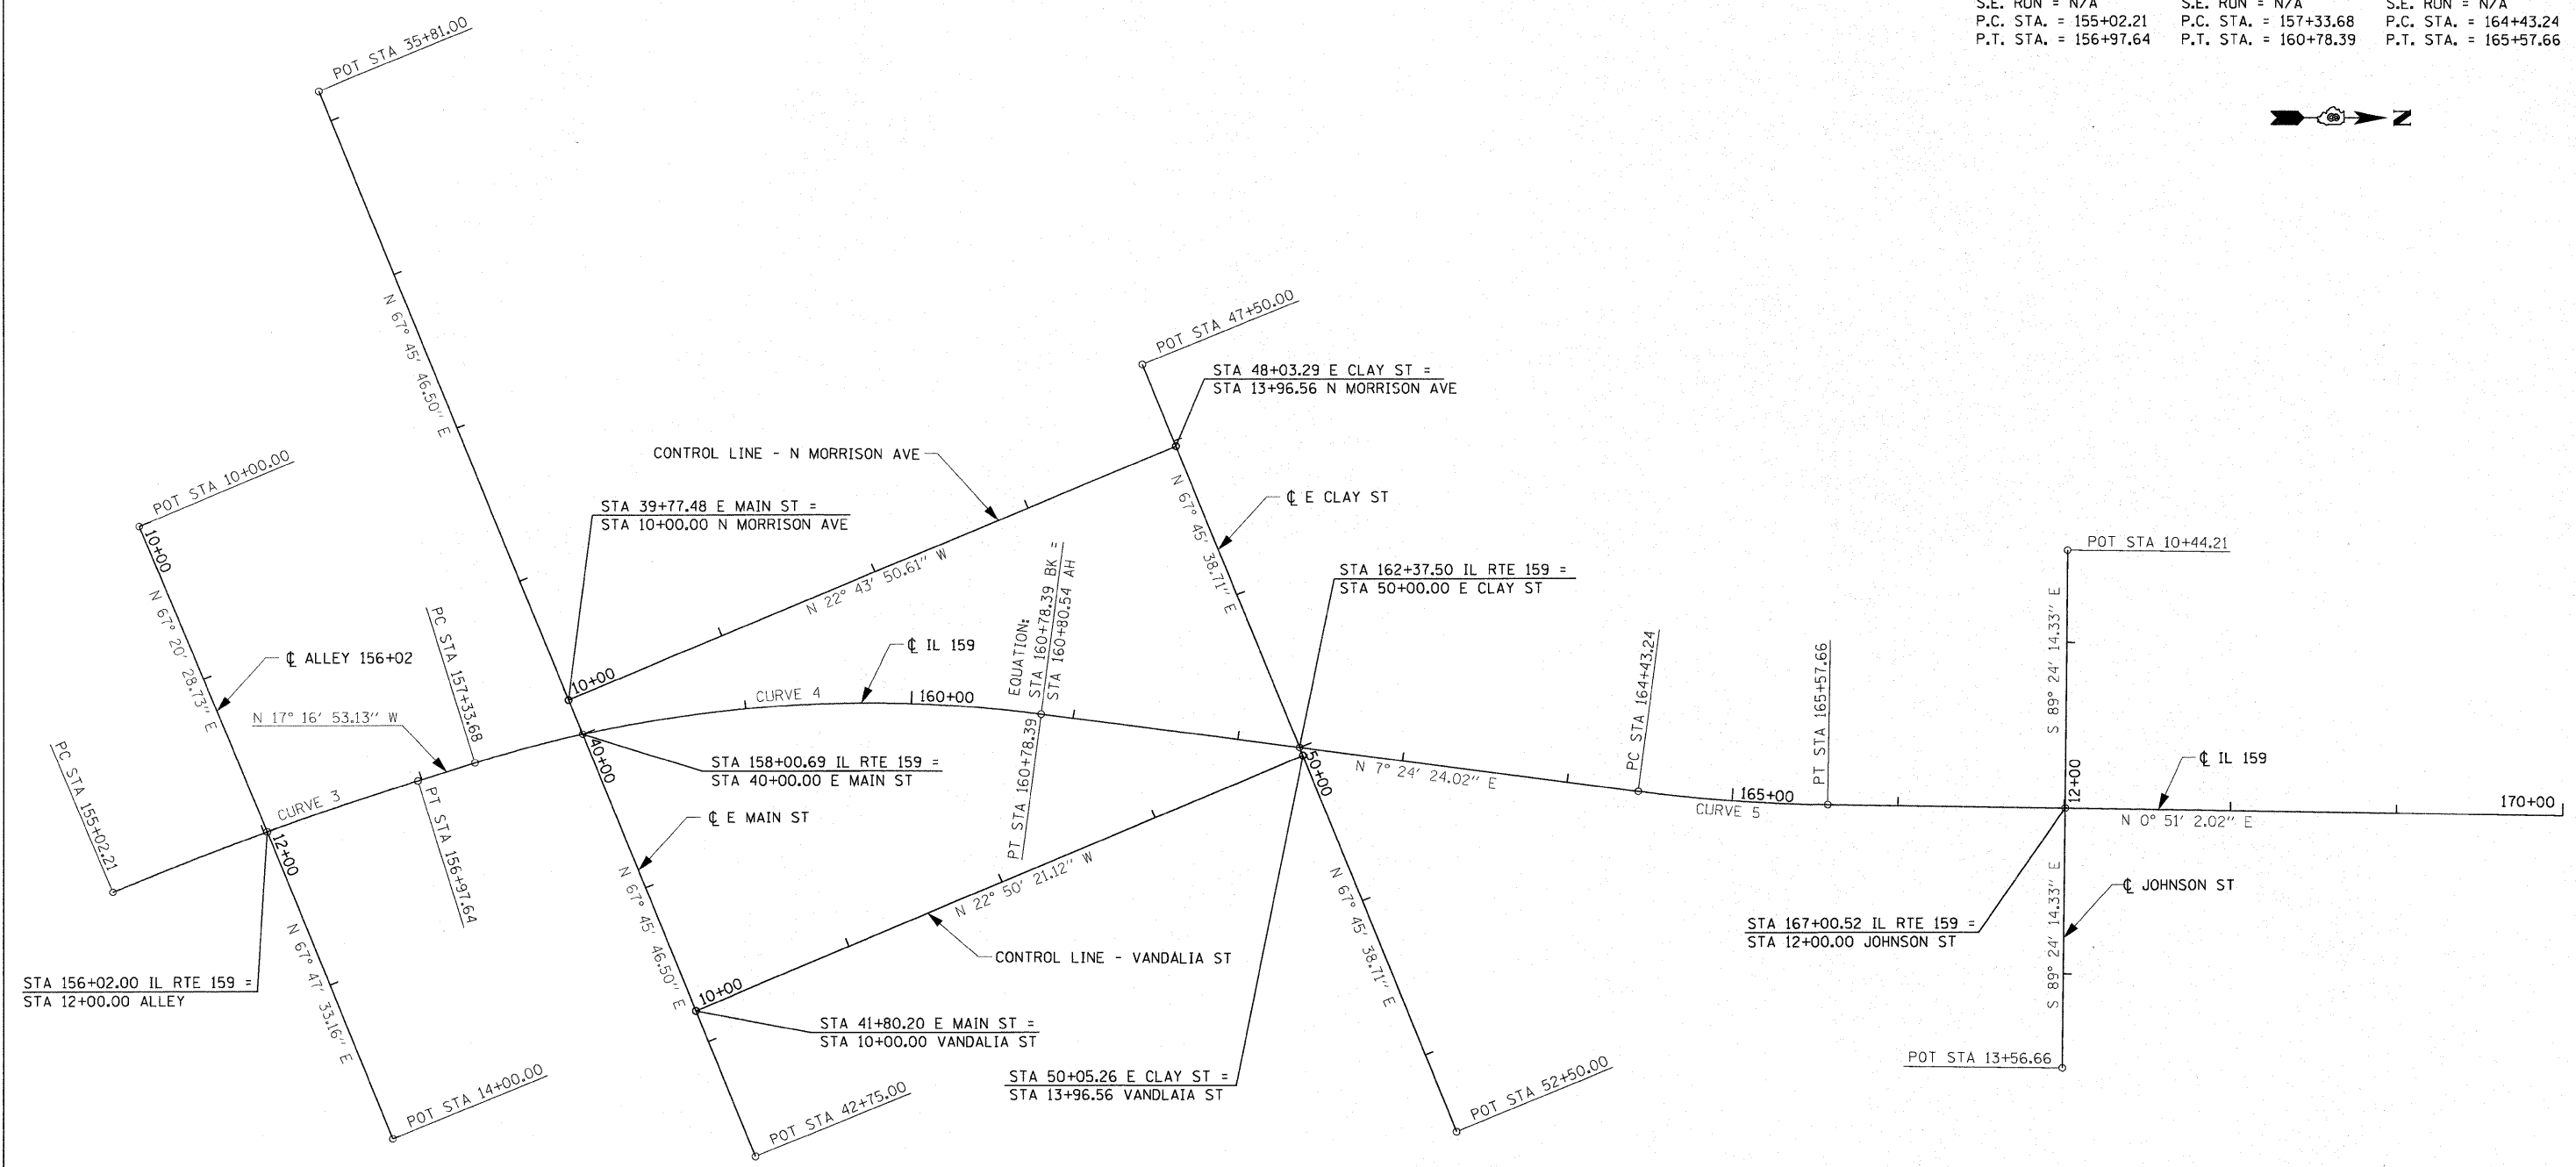 S.E. RUN = N/A S.E. RUN = N/A S.E. RUN = N/A
P.C. STA. = 155+02.21 P.C. STA. = 157+33.68 P.C. STA. = 164+43.24
P.T. STA. = 156+97.64 P.T. STA. = 160+78.39 P.T. STA. = 165+57.66
N
POT STA 35+81.00
N 67° 45' 46.50" E
POT STA 47+50.00
STA 48+03.29 E CLAY ST =
STA 13+96.56 N MORRISON AVE
CONTROL LINE - N MORRISON AVE
POT STA 10+00.00
10+00
N 67° 20' 28.73" E
STA 39+77.48 E MAIN ST =
STA 10+00.00 N MORRISON AVE
N 67° 45' 38.71" E
℄ E CLAY ST
N 22° 43' 50.61" W
10+00
EQUATION:
STA 160+78.39 BK "
STA 160+80.54 AH
STA 162+37.50 IL RTE 159 =
STA 50+00.00 E CLAY ST
POT STA 10+44.21
S 89° 24' 14.33" E
℄ ALLEY 156+02
PC STA 157+33.68
N 17° 16' 53.13" W
CURVE 4
℄ IL 159
160+00
PT STA 160+78.39
PC STA 164+43.24
PT STA 165+57.66
PC STA 155+02.21
CURVE 3
12+00
PT STA 156+97.64
40+00
STA 158+00.69 IL RTE 159 =
STA 40+00.00 E MAIN ST
℄ E MAIN ST
50+00
N 7° 24' 24.02" E
165+00
CURVE 5
12+00
℄ IL 159
170+00
N 0° 51' 2.02" E
N 67° 47' 33.16" E
N 67° 45' 46.50" E
N 22° 50' 21.12" W
N 67° 45' 38.71" E
S 89° 24' 14.33" E
℄ JOHNSON ST
STA 167+00.52 IL RTE 159 =
STA 12+00.00 JOHNSON ST
CONTROL LINE - VANDALIA ST
STA 156+02.00 IL RTE 159 =
STA 12+00.00 ALLEY
10+00
STA 41+80.20 E MAIN ST =
STA 10+00.00 VANDALIA ST
POT STA 13+56.66
STA 50+05.26 E CLAY ST =
STA 13+96.56 VANDLAIA ST
POT STA 14+00.00
POT STA 42+75.00
POT STA 52+50.00